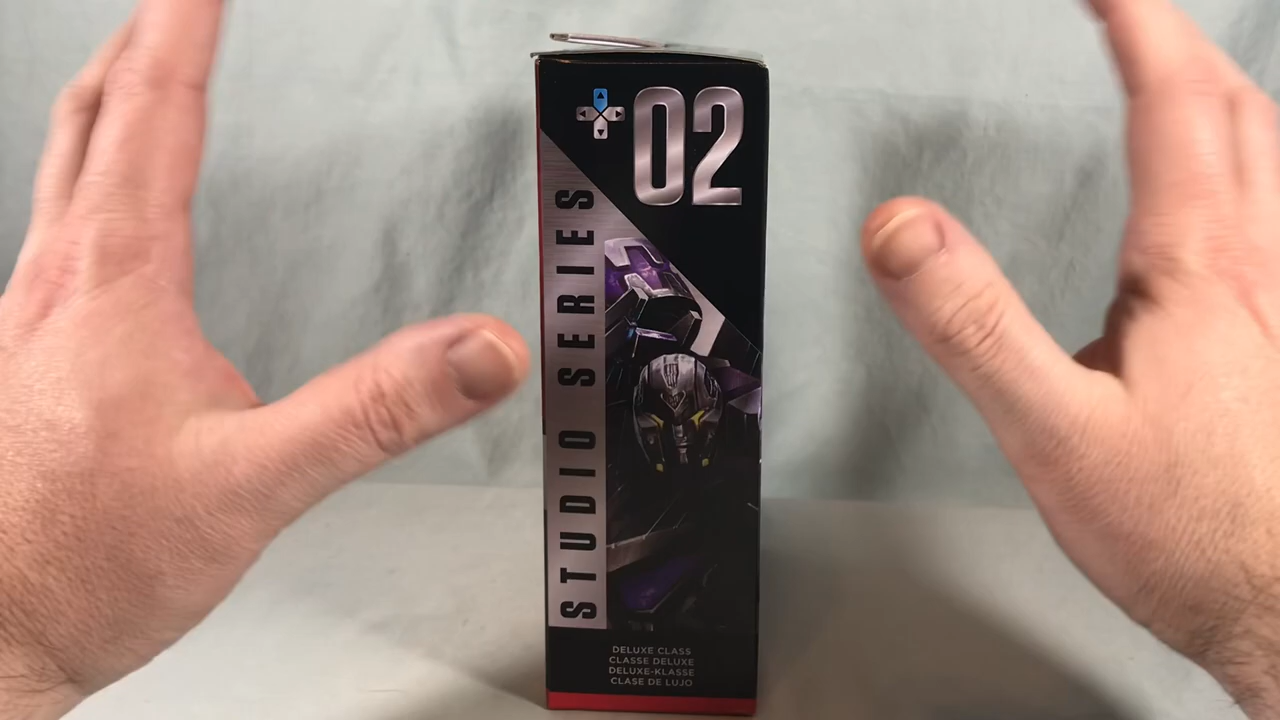 02
STUDIO SERIES
DELUXE CLASS
CLASSE DELUXE
DELUXE-KLASSE
CLASE DE LUJO